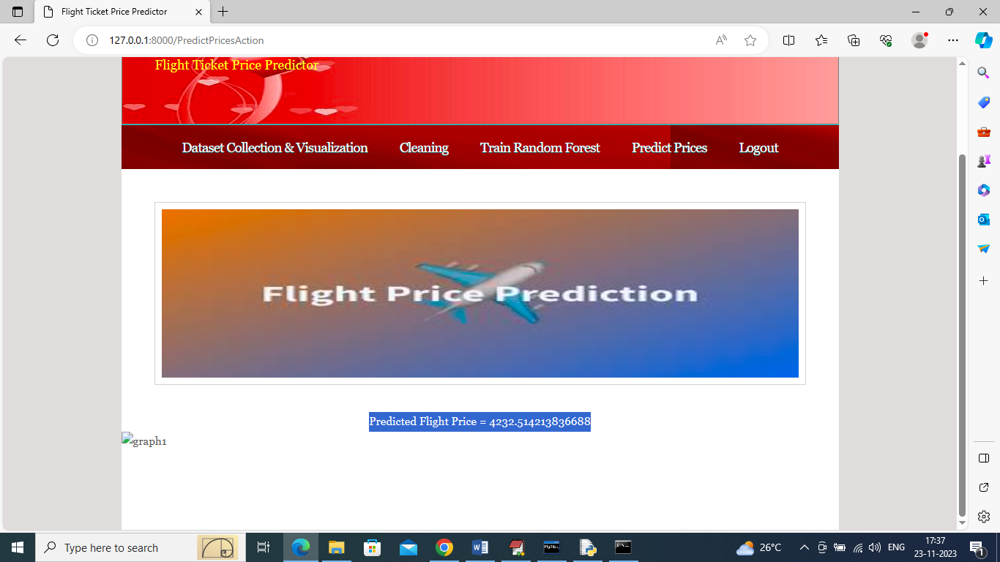 Flight Ticket Price Predictor
127.0.0.1:8000/PredictPricesAction
Flight Ticket Price Predictor
Dataset Collection & Visualization Cleaning Train Random Forest Predict Prices Logout
Flight Price Prediction
Predicted Flight Price = 4232.514213836688
graph1
Type here to search
26°C
ENG
17:37
23-11-2023
1